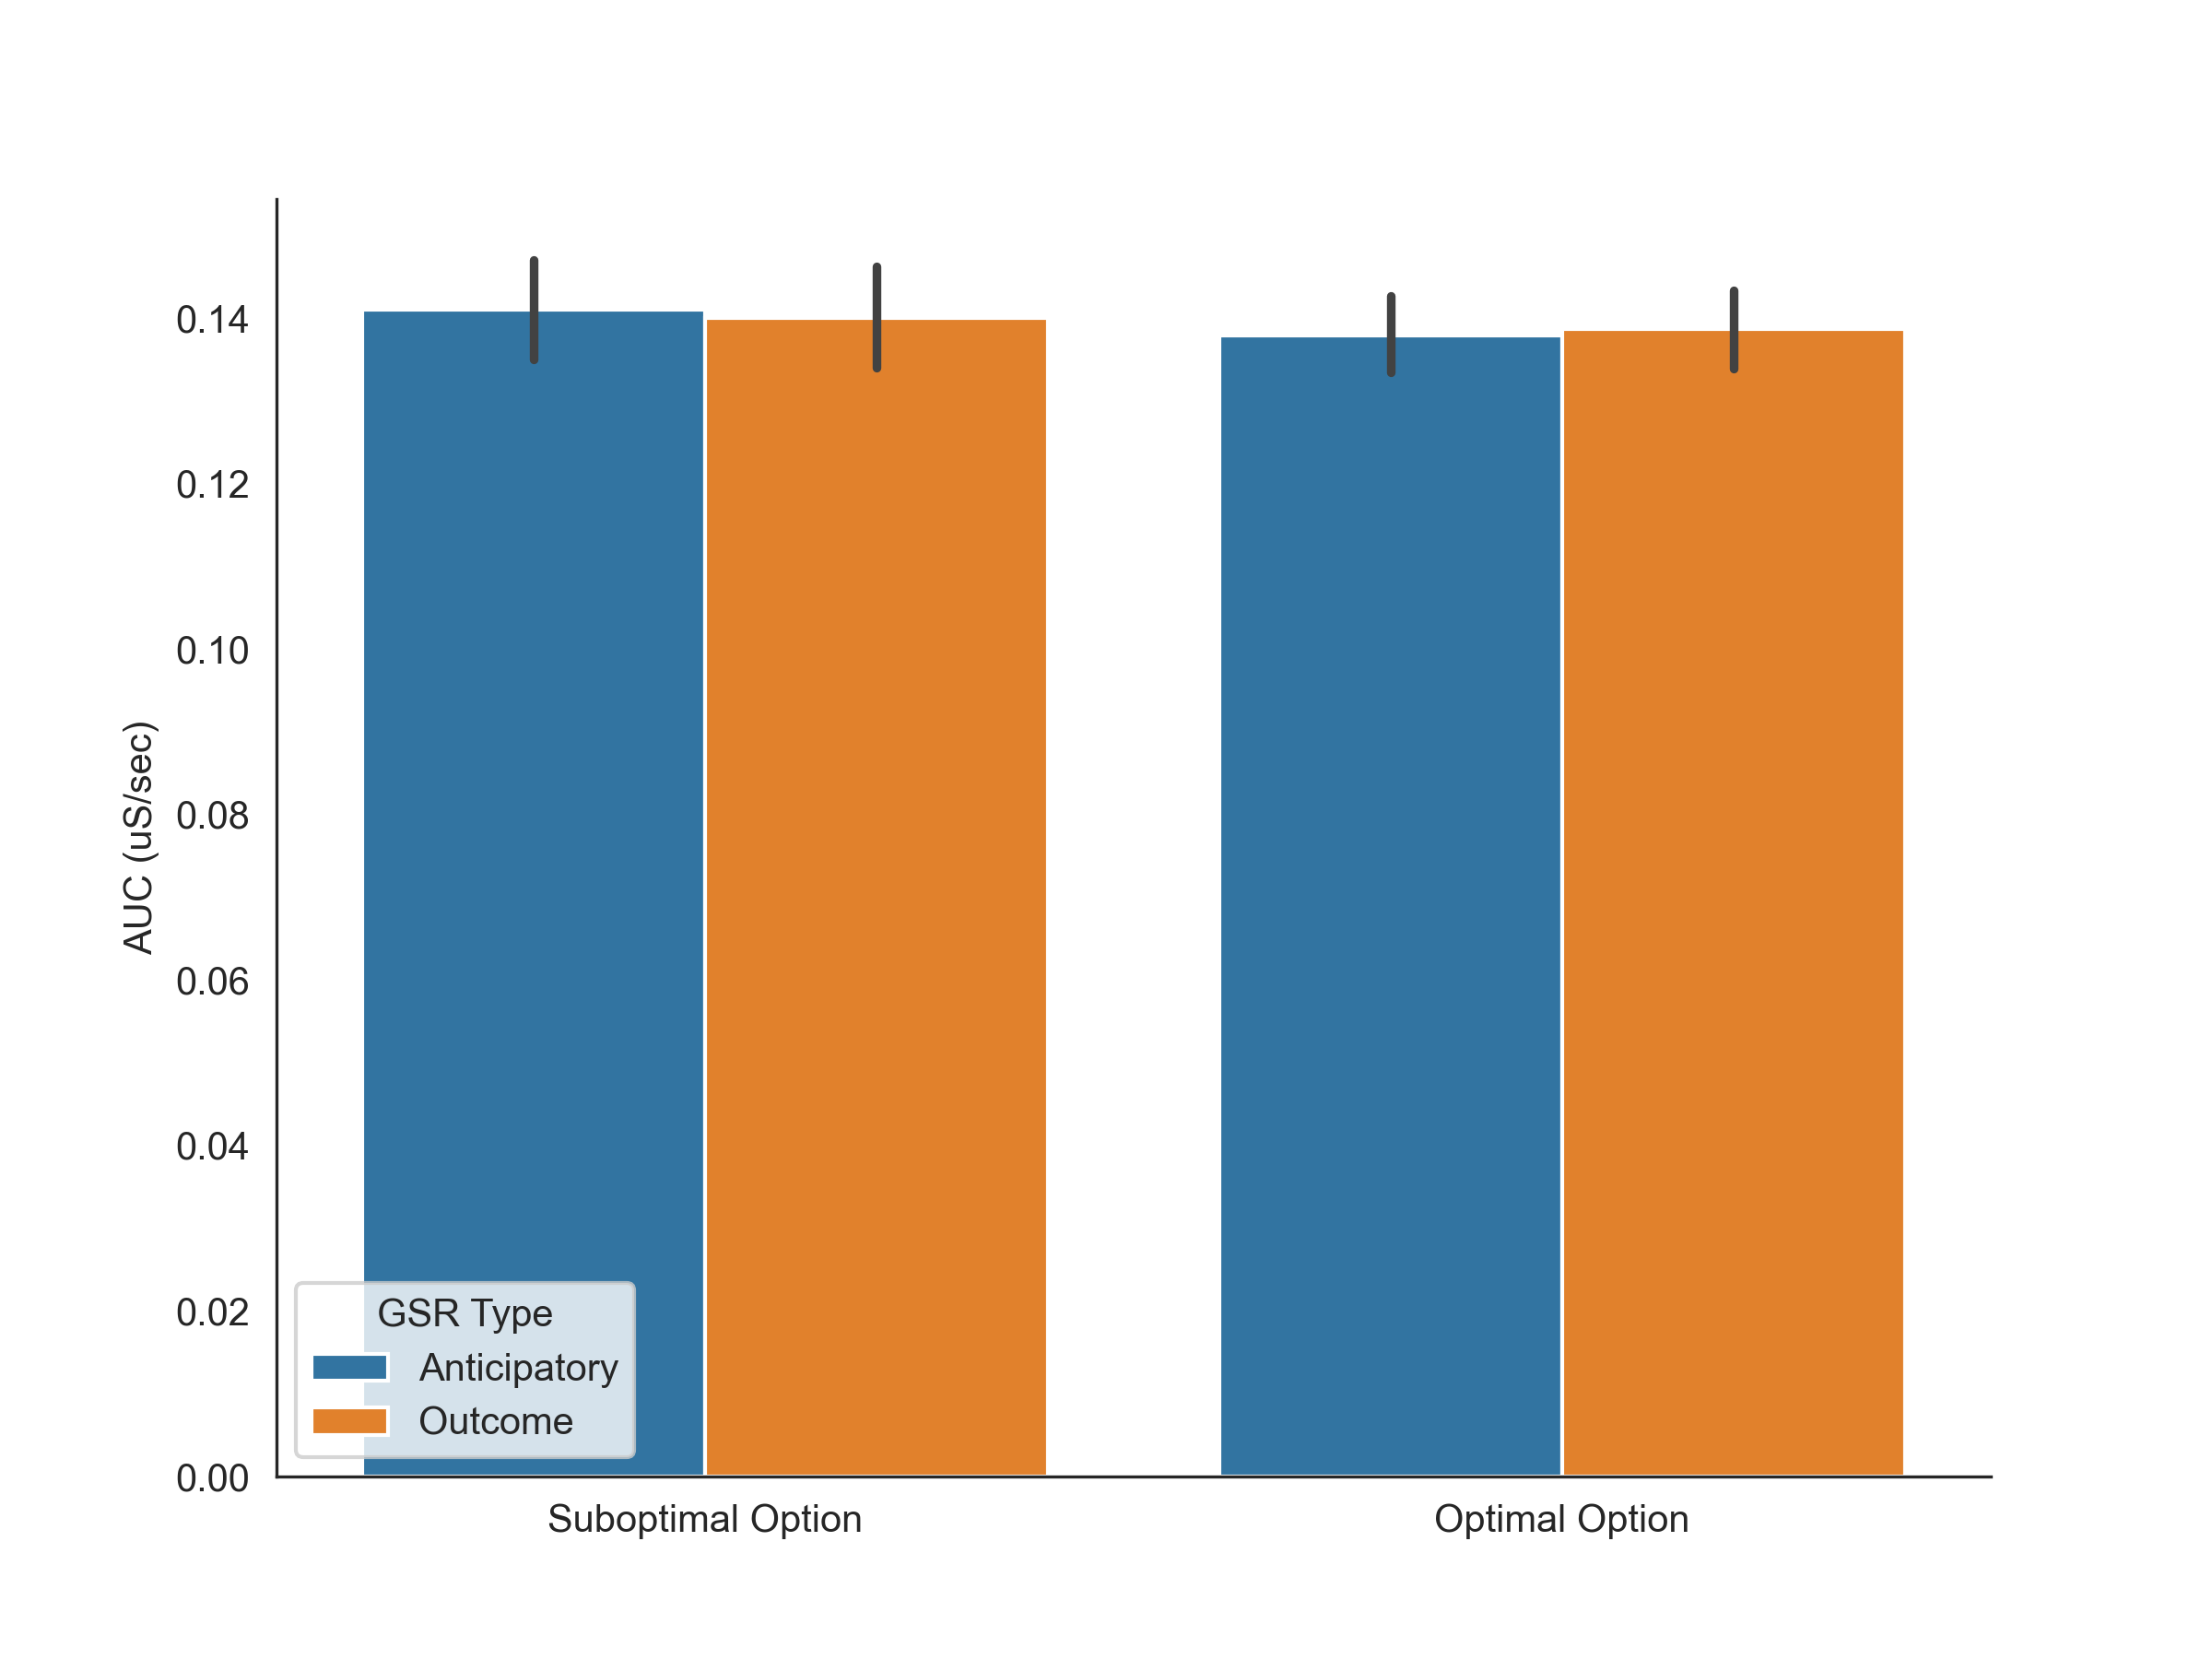 0.14
0.12
0.10
0.08
0.06
0.04
0.02
0.00
AUC (uS/sec)
GSR Type
Anticipatory
Outcome
Suboptimal Option
Optimal Option